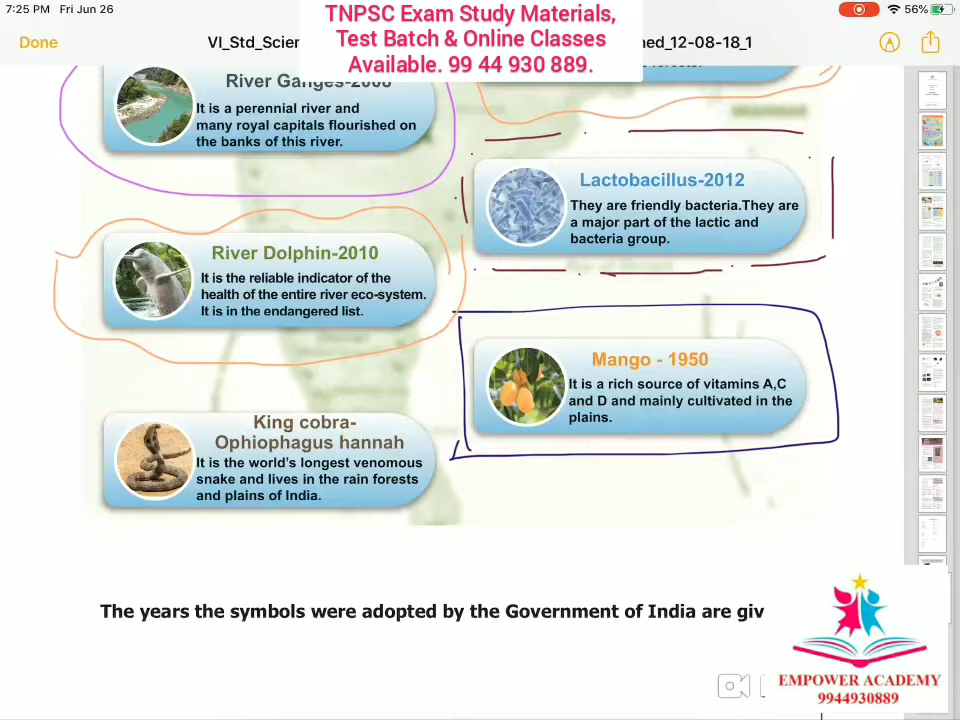 7:25 PM Fri Jun 26
56%
TNPSC Exam Study Materials,
Test Batch & Online Classes
Available. 99 44 930 889.
Done
VI_Std_Scien
ned_12-08-18_1
River Ganges-2008
It is a perennial river and
many royal capitals flourished on
the banks of this river.
Lactobacillus-2012
They are friendly bacteria.They are
a major part of the lactic and
bacteria group.
River Dolphin-2010
It is the reliable indicator of the
health of the entire river eco-system.
It is in the endangered list.
Mango - 1950
It is a rich source of vitamins A,C
and D and mainly cultivated in the
plains.
King cobra-
Ophiophagus hannah
It is the world's longest venomous
snake and lives in the rain forests
and plains of India.
The years the symbols were adopted by the Government of India are giv
EMPOWER ACADEMY
9944930889